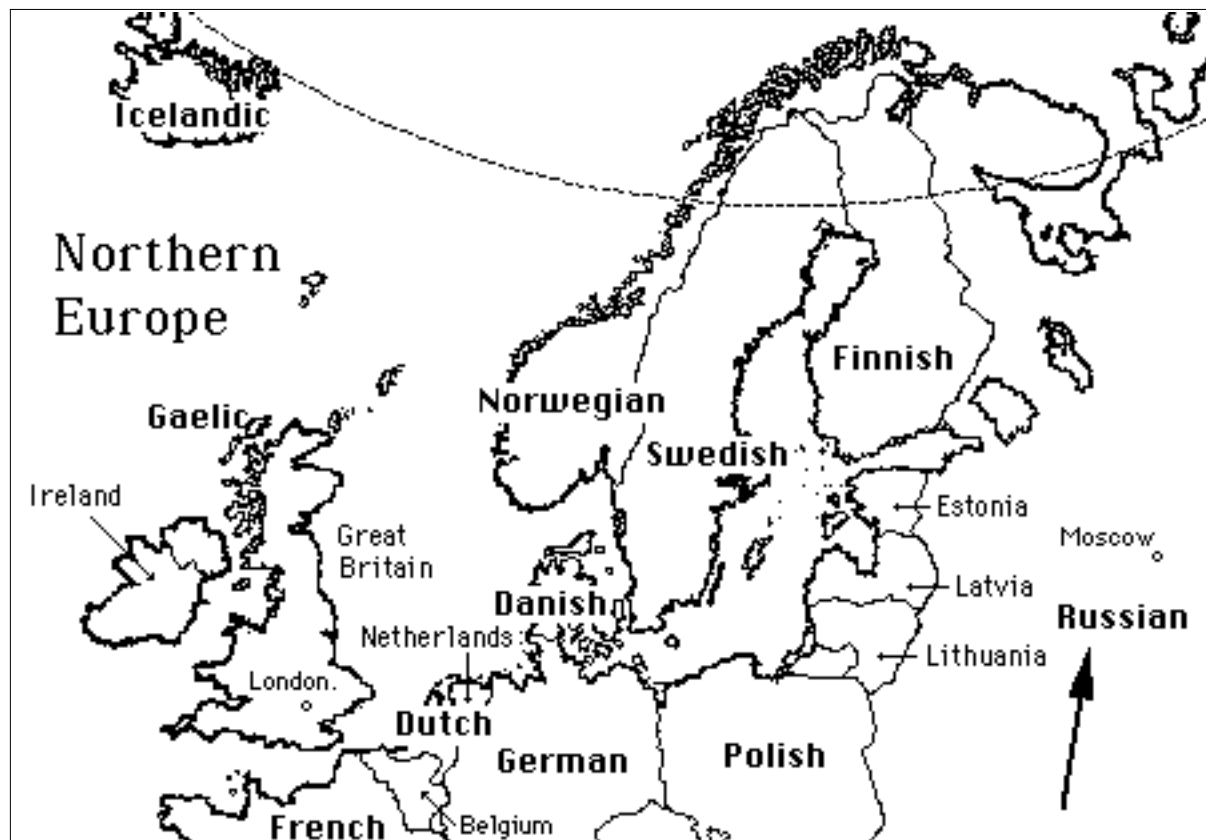 Icelandic
Northern
Europe
Finnish
Norwegian
Gaelic
Swedish
Ireland
Estonia
Great
Britain
Moscow
Latvia
Danish
Russian
Netherlands
Lithuania
London
Dutch
German
Polish
French
Belgium